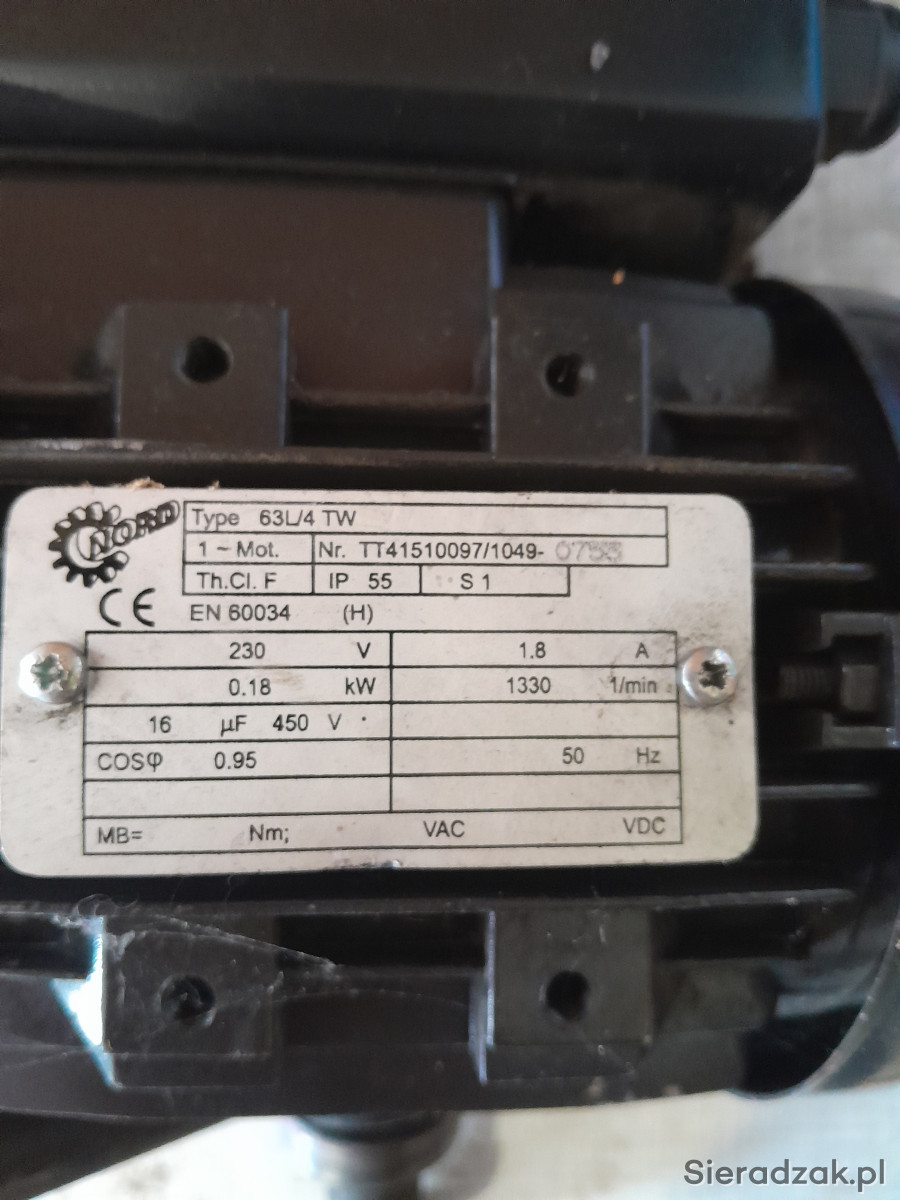 NORD
Type 63L/4 TW
1 ~ Mot. Nr. TT41510097/1049-
Th.Cl. F IP 55 S 1
CE EN 60034 (H)
230 V 1.8 A
0.18 kW 1330 1/min
16 µF 450 V
COSφ 0.95 50 Hz
MB= Nm; VAC VDC
Sieradzak.pl